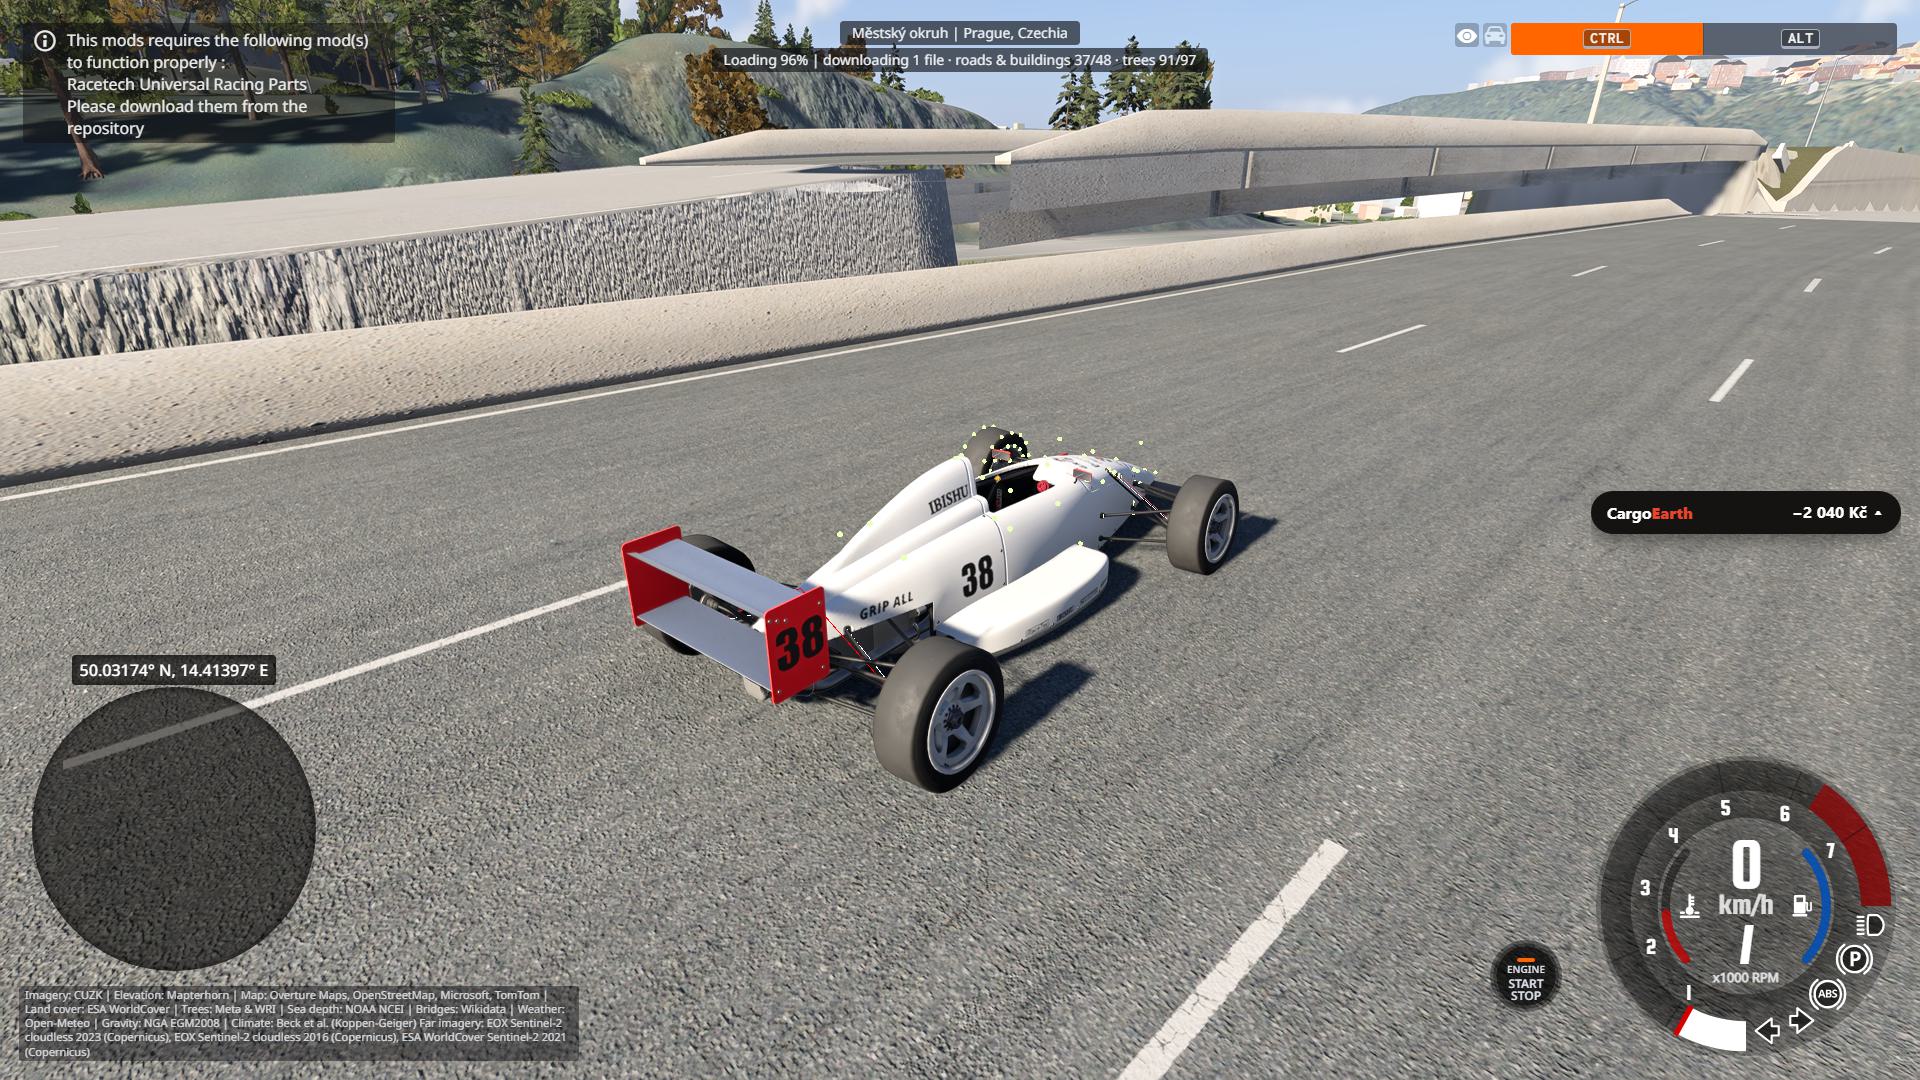 This mods requires the following mod(s)
to function properly :
Racetech Universal Racing Parts
Please download them from the
repository
Městský okruh | Prague, Czechia
Loading 96% | downloading 1 file · roads & buildings 37/48 · trees 91/97
CTRL
ALT
CargoEarth
−2 040 Kč
IBISHU
38
GRIP ALL
38
50.03174° N, 14.41397° E
Imagery: CUZK | Elevation: Mapterhorn | Map: Overture Maps, OpenStreetMap, Microsoft, TomTom |
Land cover: ESA WorldCover | Trees: Meta & WRI | Sea depth: NOAA NCEI | Bridges: Wikidata | Weather:
Open-Meteo | Gravity: NGA EGM2008 | Climate: Beck et al. (Koppen-Geiger) Far imagery: EOX Sentinel-2
cloudless 2023 (Copernicus), EOX Sentinel-2 cloudless 2016 (Copernicus), ESA WorldCover Sentinel-2 2021
(Copernicus)
ENGINE
START
STOP
1
2
3
4
5
6
7
0
km/h
1
x1000 RPM
P
ABS